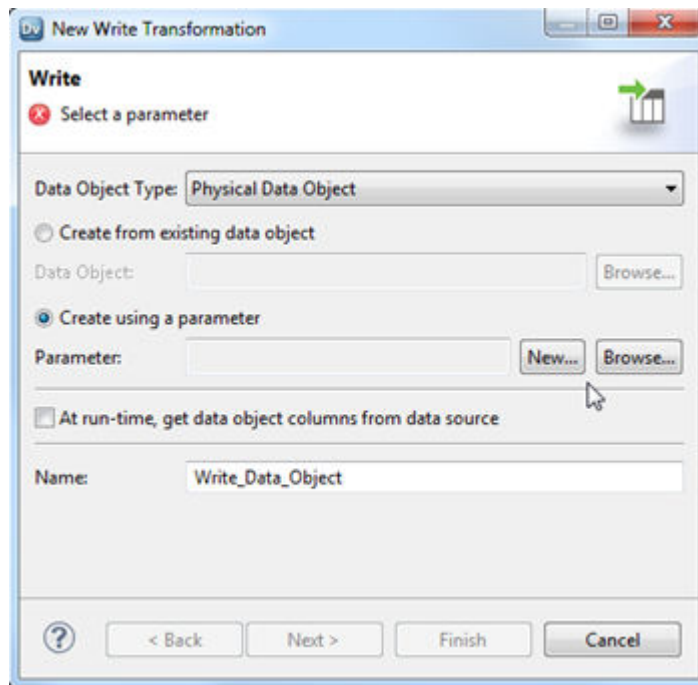 Dv New Write Transformation
Write
Select a parameter
Data Object Type: Physical Data Object
Create from existing data object
Data Object: Browse...
Create using a parameter
Parameter: New... Browse...
At run-time, get data object columns from data source
Name: Write_Data_Object
? < Back Next > Finish Cancel